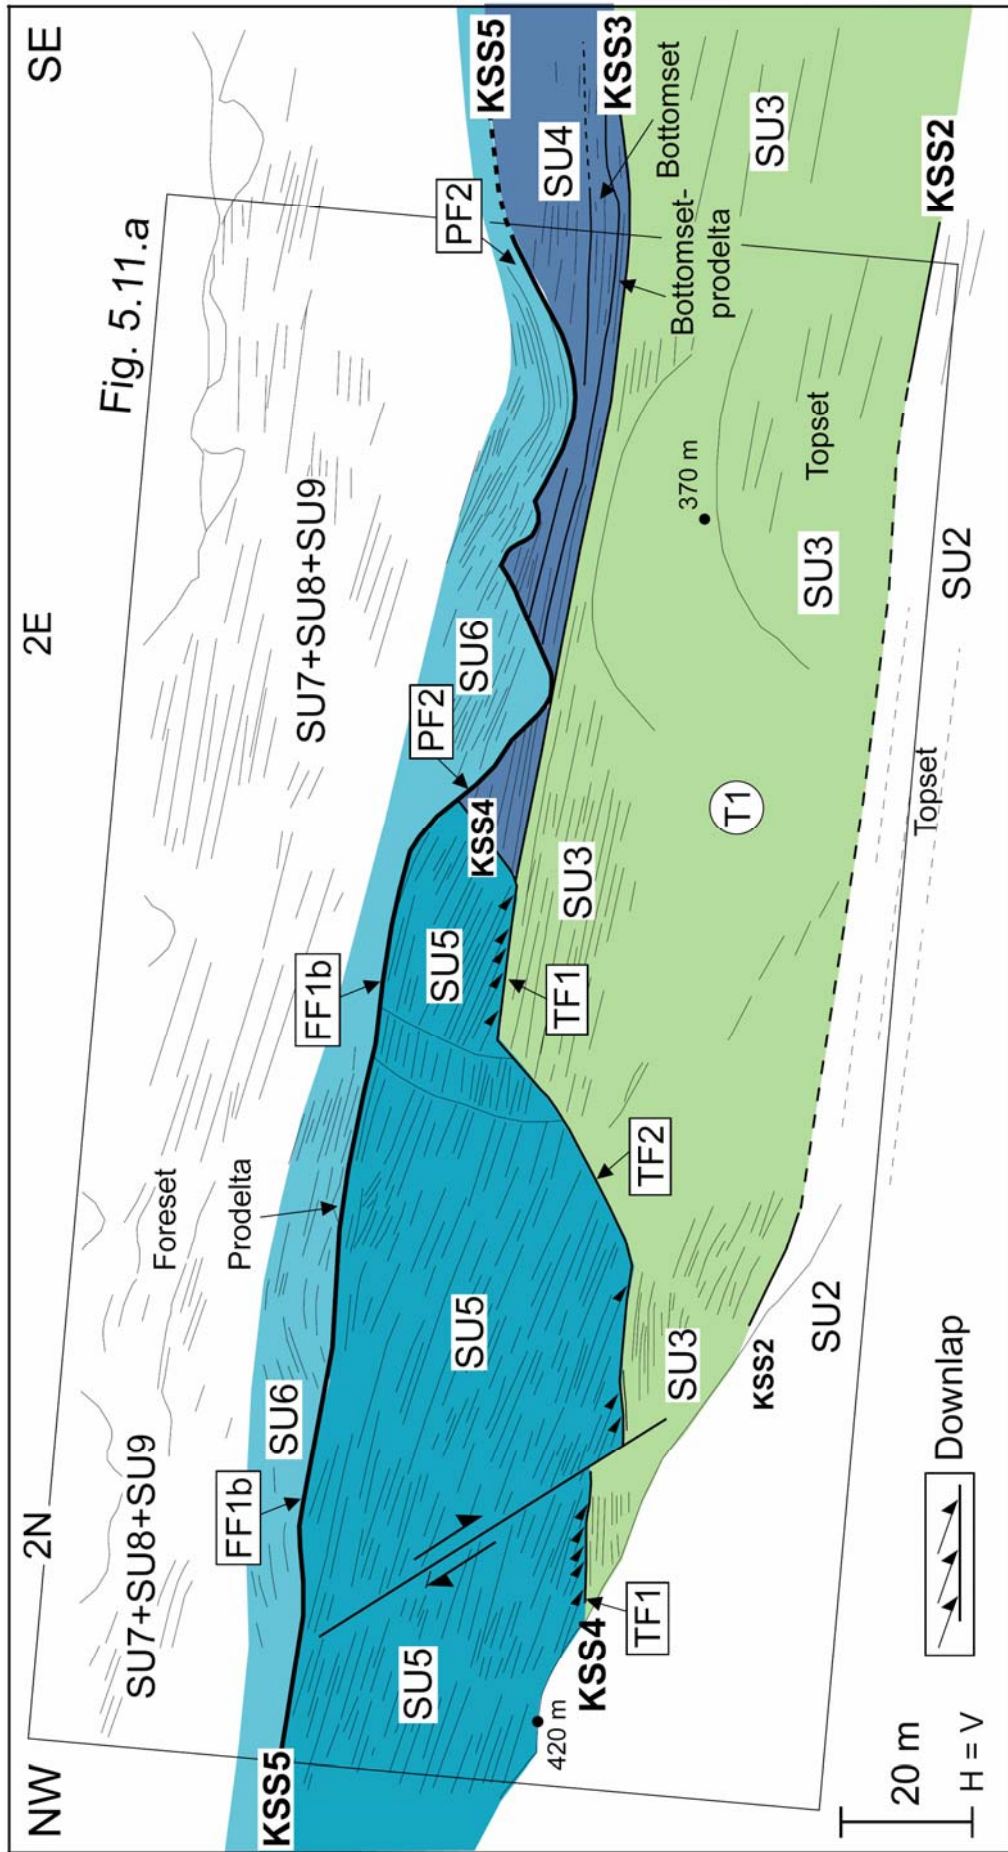 NW
2N
2E
SE
Fig. 5.11.a
SU7+SU8+SU9
SU7+SU8+SU9
Foreset
Prodelta
FF1b
FF1b
PF2
PF2
KSS5
KSS5
SU6
SU6
SU5
SU5
SU5
KSS4
KSS4
SU4
KSS3
Bottomset
Bottomset-
prodelta
TF1
TF1
TF2
SU3
SU3
SU3
SU3
T1
370 m
420 m
Topset
KSS2
KSS2
SU2
SU2
Topset
20 m
H = V
Downlap